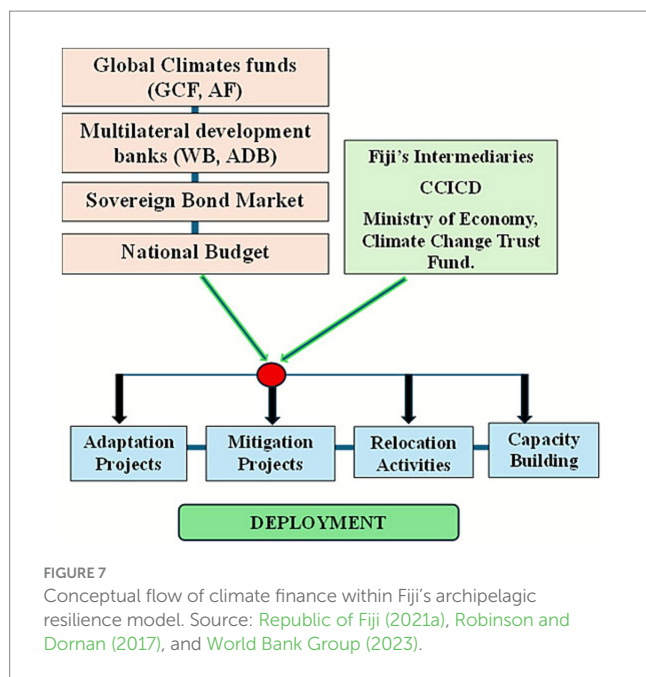 Global Climates funds
(GCF, AF)
Multilateral development
banks (WB, ADB)
Sovereign Bond Market
National Budget
Fiji's Intermediaries
CCICD
Ministry of Economy,
Climate Change Trust
Fund.
Adaptation
Projects
Mitigation
Projects
Relocation
Activities
Capacity
Building
DEPLOYMENT
FIGURE 7
Conceptual flow of climate finance within Fiji's archipelagic
resilience model. Source: Republic of Fiji (2021a), Robinson and
Dornan (2017), and World Bank Group (2023).